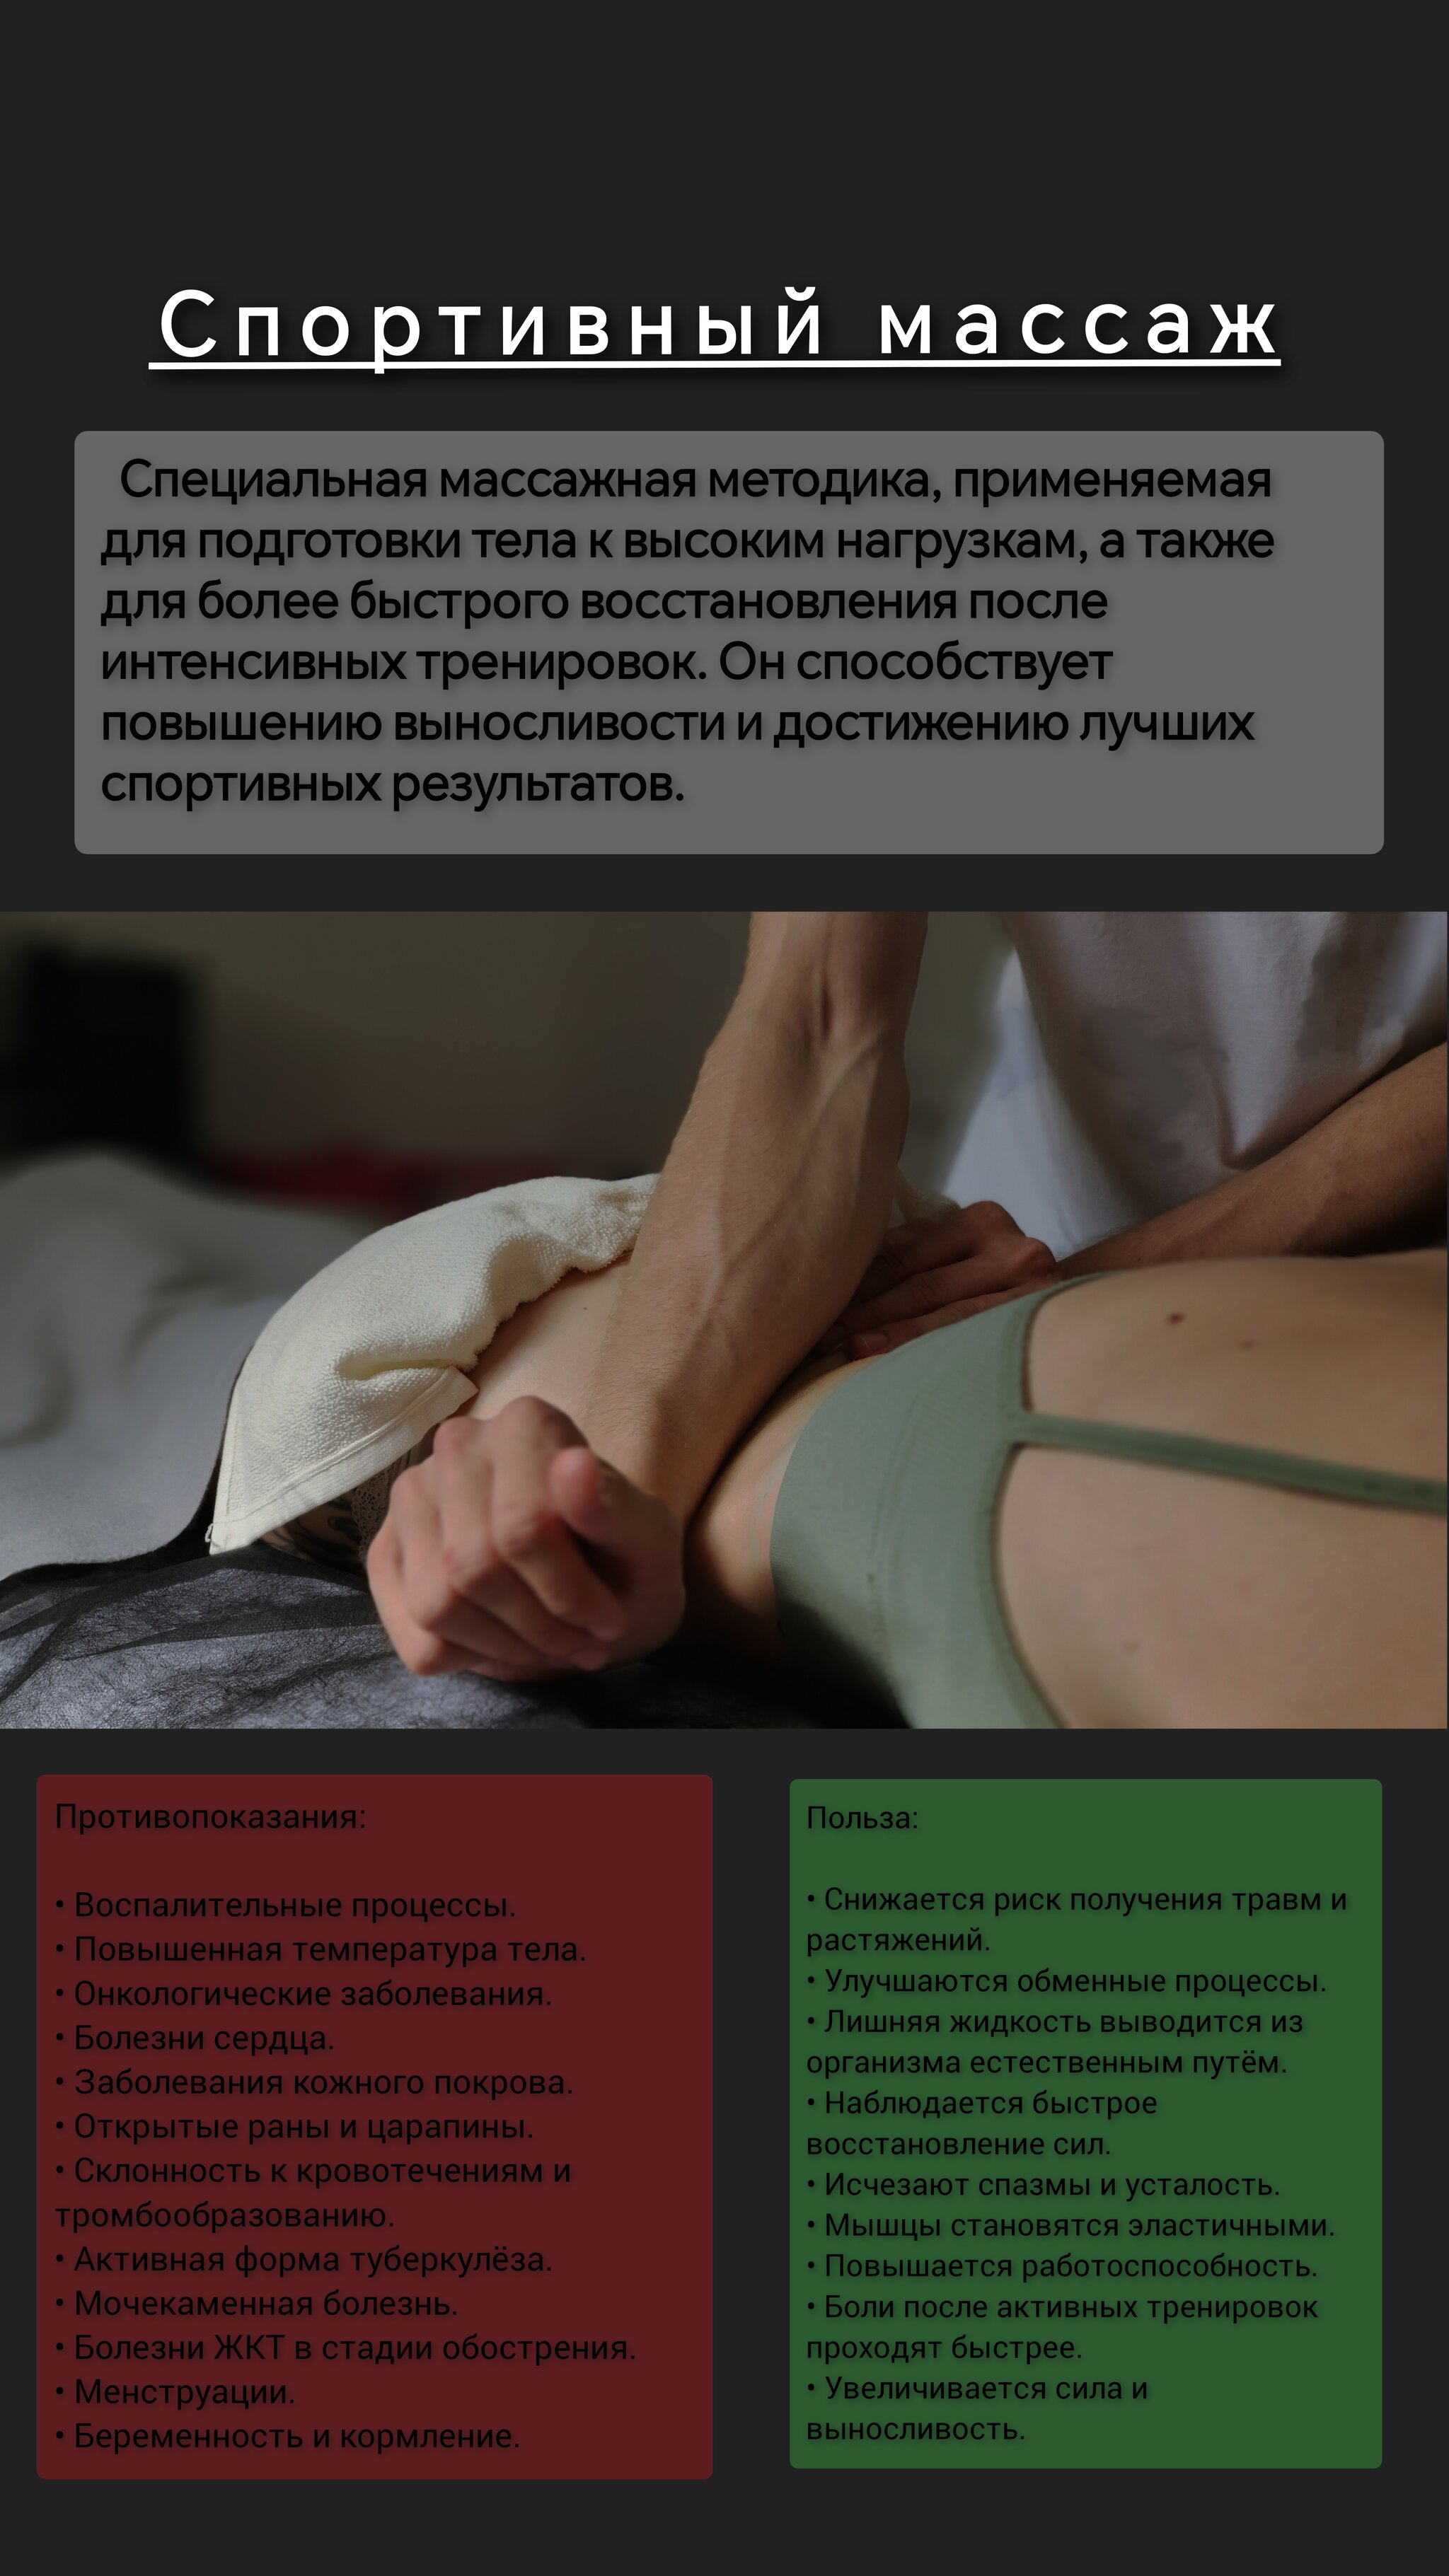 Спортивный массаж
Специальная массажная методика, применяемая
для подготовки тела к высоким нагрузкам, а также
для более быстрого восстановления после
интенсивных тренировок. Он способствует
повышению выносливости и достижению лучших
спортивных результатов.
Противопоказания:
• Воспалительные процессы.
• Повышенная температура тела.
• Онкологические заболевания.
• Болезни сердца.
• Заболевания кожного покрова.
• Открытые раны и царапины.
• Склонность к кровотечениям и
тромбообразованию.
• Активная форма туберкулёза.
• Мочекаменная болезнь.
• Болезни ЖКТ в стадии обострения.
• Менструации.
• Беременность и кормление.
Польза:
• Снижается риск получения травм и
растяжений.
• Улучшаются обменные процессы.
• Лишняя жидкость выводится из
организма естественным путём.
• Наблюдается быстрое
восстановление сил.
• Исчезают спазмы и усталость.
• Мышцы становятся эластичными.
• Повышается работоспособность.
• Боли после активных тренировок
проходят быстрее.
• Увеличивается сила и
выносливость.